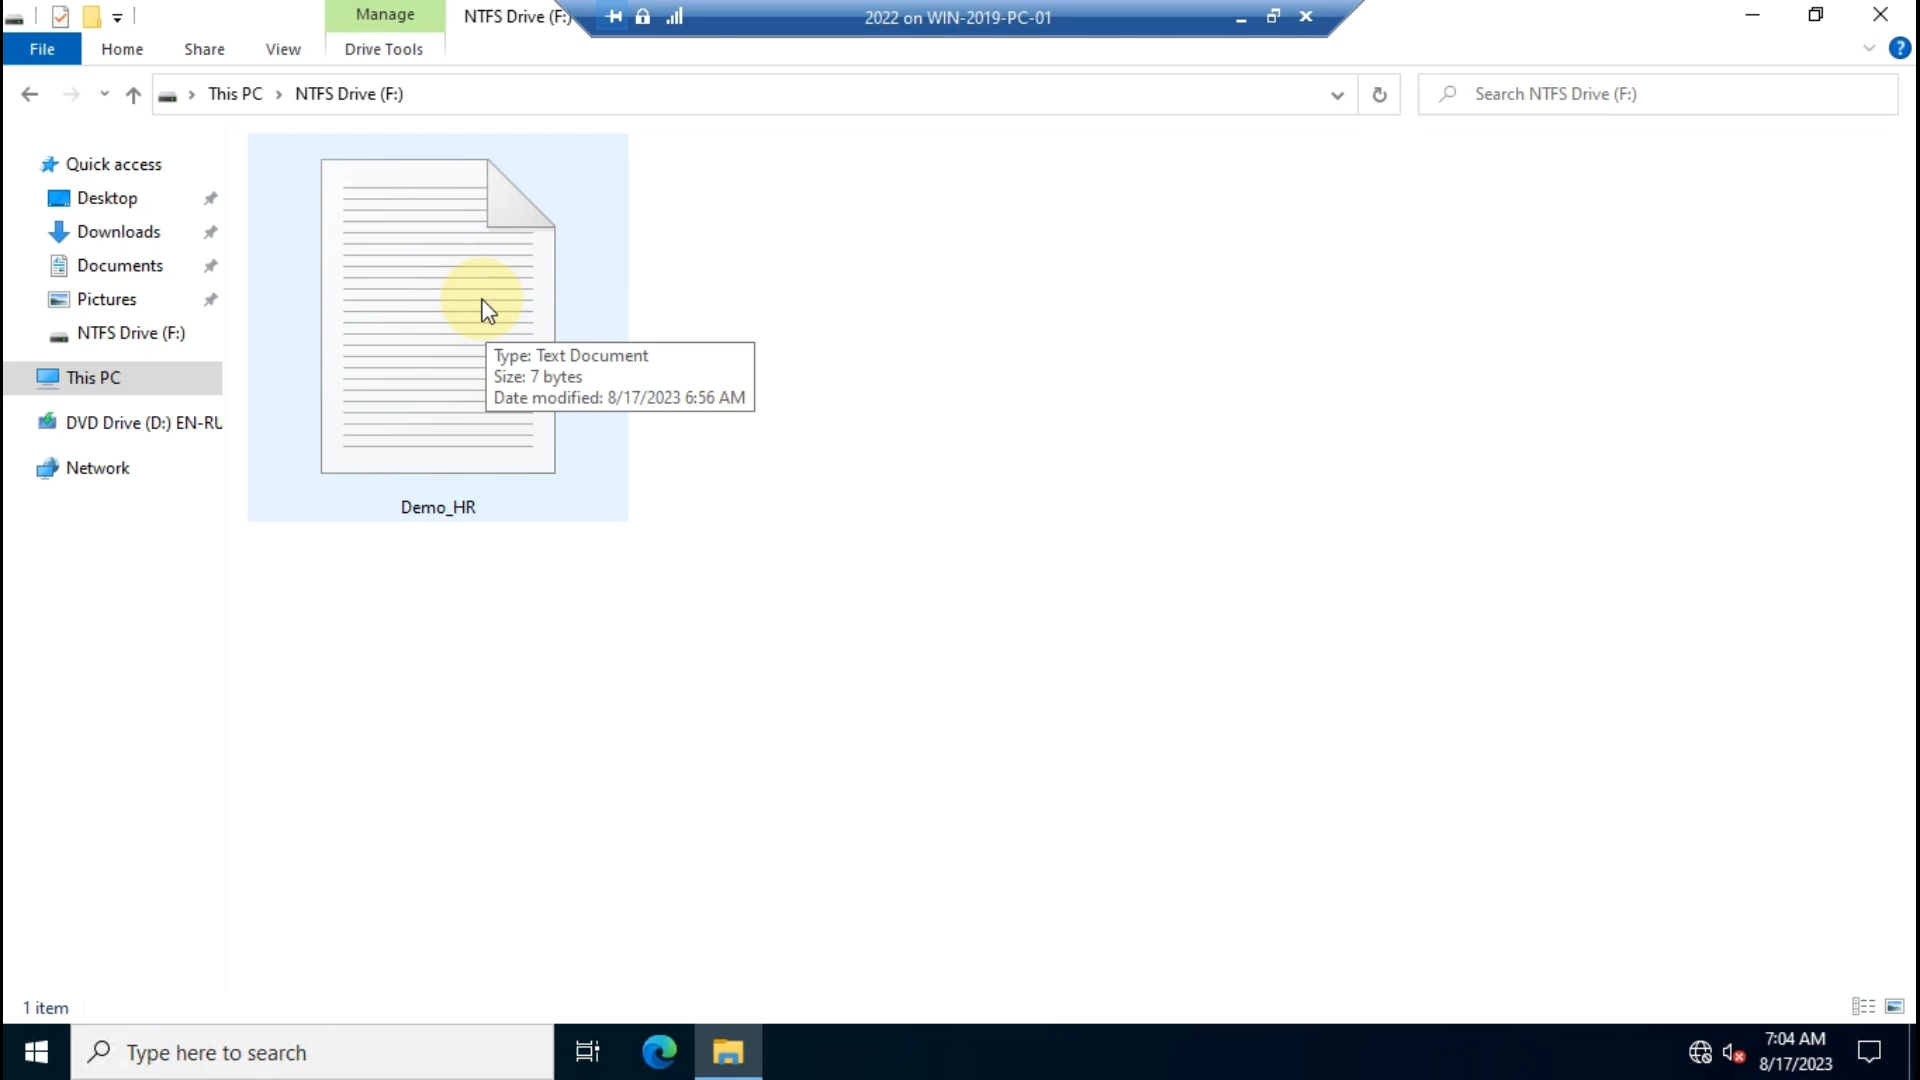 Manage
NTFS Drive (F:)
2022 on WIN-2019-PC-01
File
Home
Share
View
Drive Tools
?
This PC
NTFS Drive (F:)
Search NTFS Drive (F:)
Quick access
Desktop
Downloads
Documents
Pictures
NTFS Drive (F:)
This PC
DVD Drive (D:) EN-RU
Network
Type: Text Document
Size: 7 bytes
Date modified: 8/17/2023 6:56 AM
Demo_HR
1 item
Type here to search
7:04 AM
8/17/2023